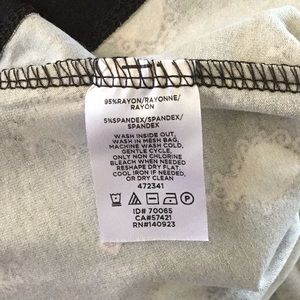 95%RAYON/RAYONNE/
RAYÓN
5%SPANDEX/SPANDEX/
SPANDEX
WASH INSIDE OUT,
WASH IN MESH BAG,
MACHINE WASH COLD,
GENTLE CYCLE,
ONLY NON CHLORINE
BLEACH WHEN NEEDED
RESHAPE DRY FLAT,
COOL IRON IF NEEDED,
OR DRY CLEAN
472341
P
ID# 70065
CA#57421
RN#140923